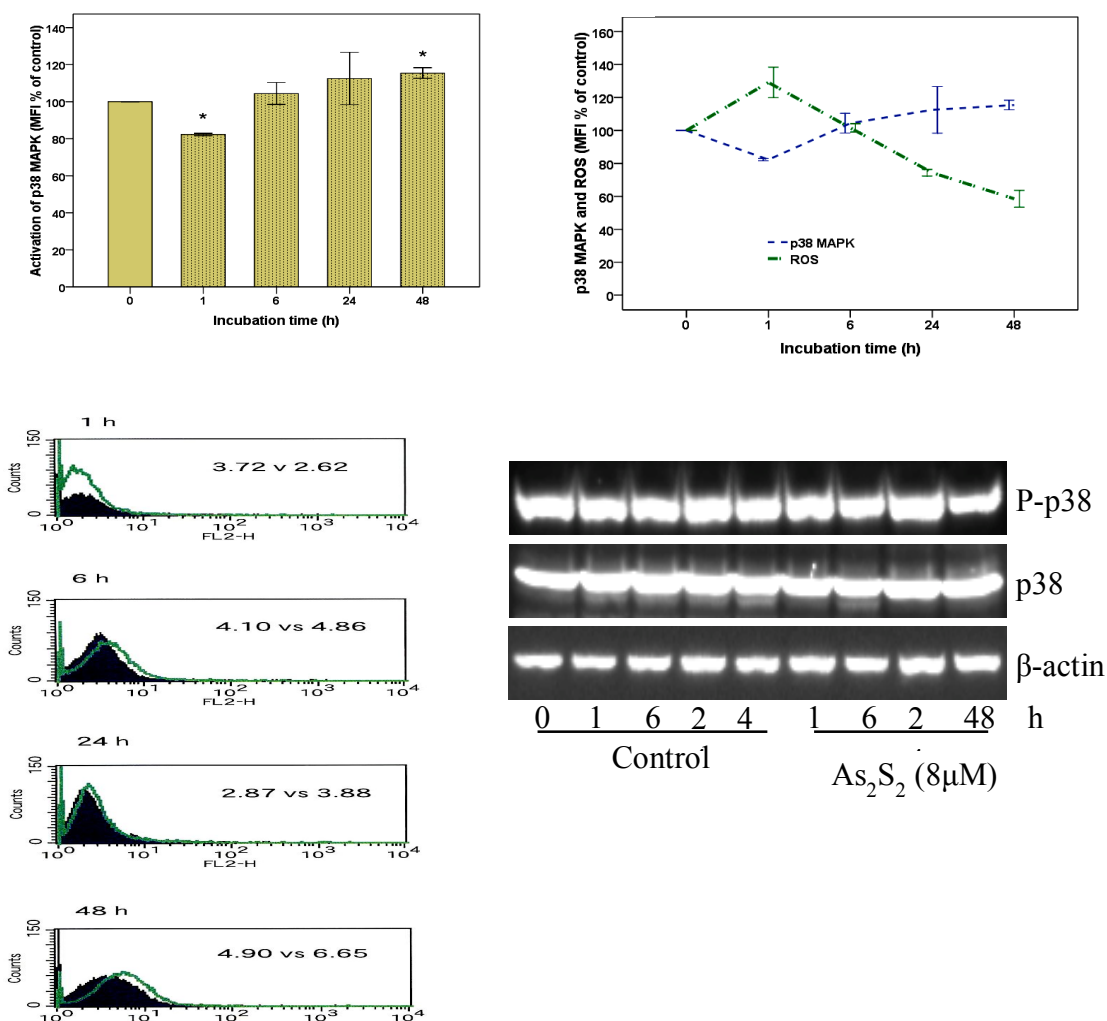 Activation of p38 MAPK (MFI % of control)
140
120
100
80
60
40
20
0
*
*
0 1 6 24 48
Incubation time (h)
p38 MAPK and ROS (MFI % of control)
160
140
120
100
80
60
40
20
0
p38 MAPK
ROS
0 1 6 24 48
Incubation time (h)
1 h
Counts
150
0
3.72 v 2.62
10⁰ 10¹ 10² 10³ 10⁴
FL2-H
6 h
Counts
150
0
4.10 vs 4.86
10⁰ 10¹ 10² 10³ 10⁴
FL2-H
24 h
Counts
150
0
2.87 vs 3.88
10⁰ 10¹ 10² 10³ 10⁴
FL2-H
48 h
Counts
150
0
4.90 vs 6.65
10⁰ 10¹ 10² 10³ 10⁴
P-p38
p38
β-actin
0 1 6 2 4 1 6 2 48 h
Control
As₂S₂ (8μM)